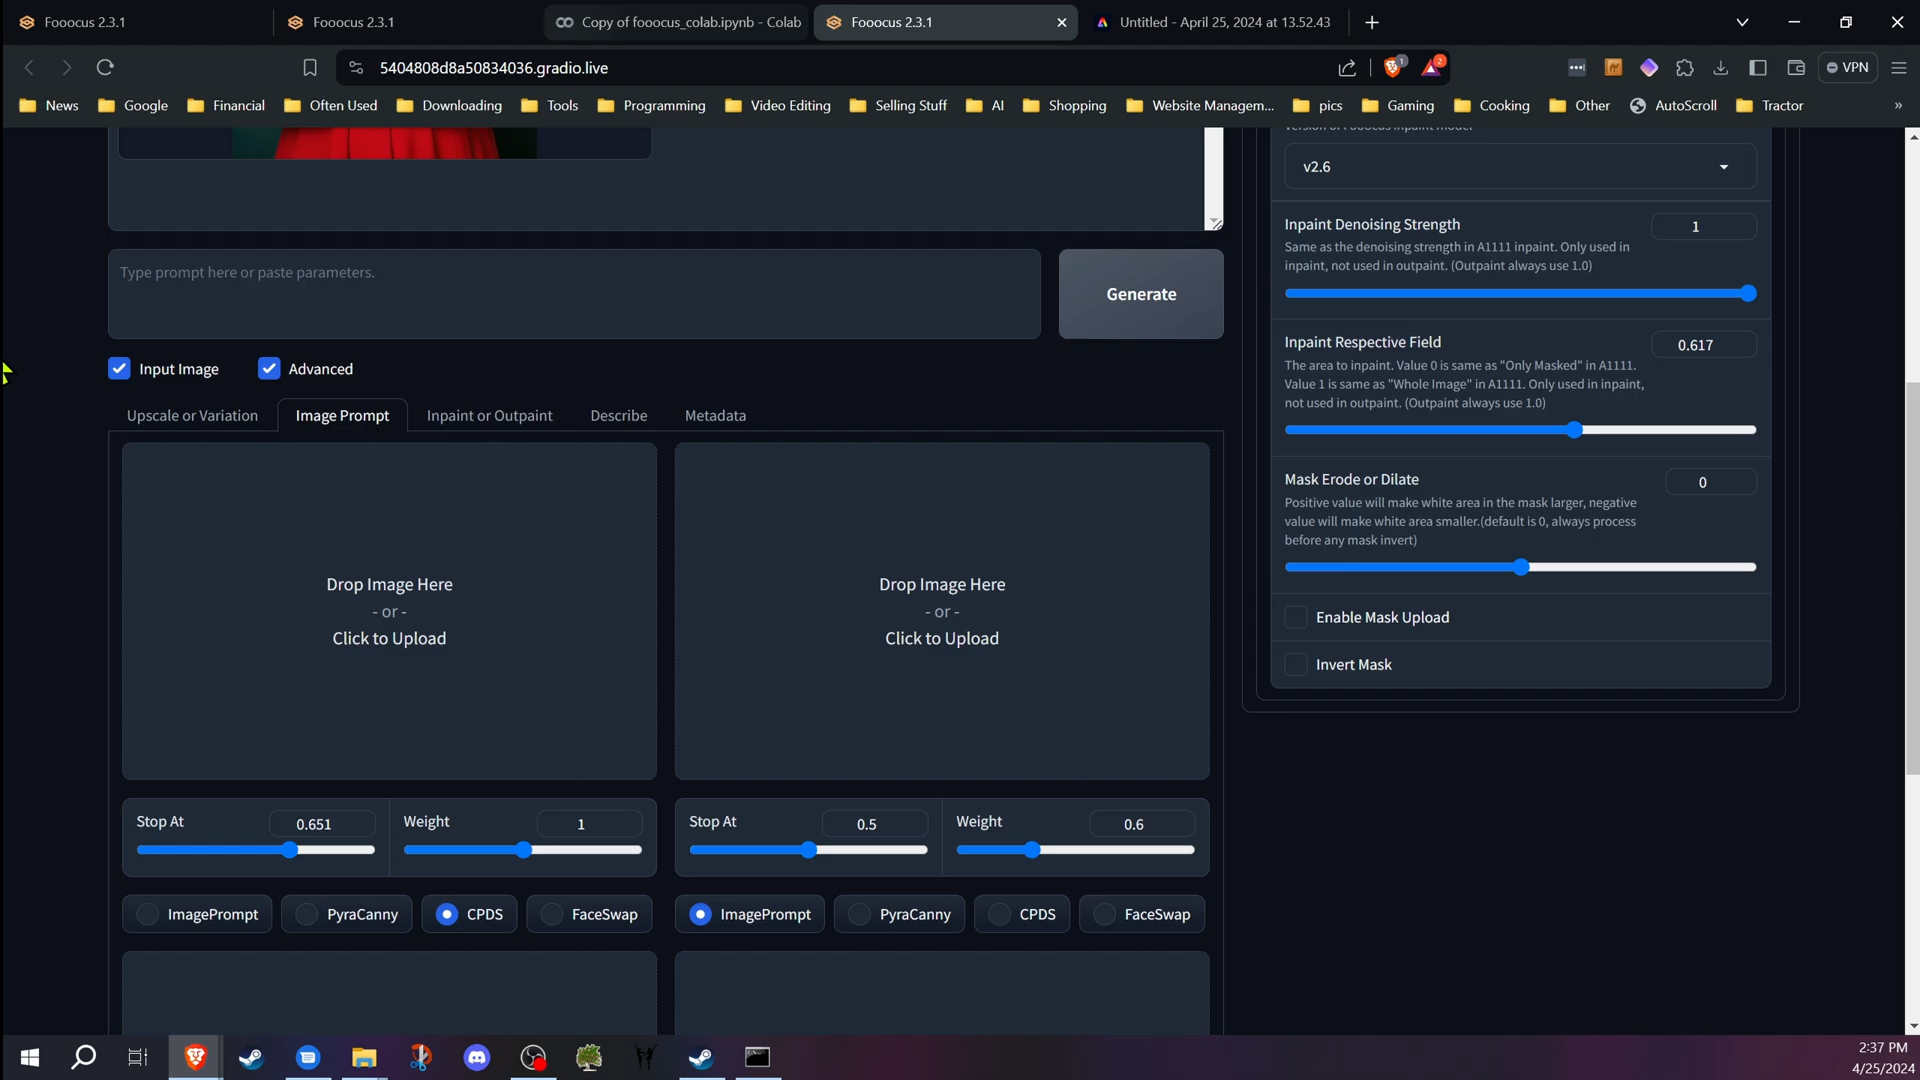 Fooocus 2.3.1
Fooocus 2.3.1
Copy of fooocus_colab.ipynb - Colab
Fooocus 2.3.1
Untitled - April 25, 2024 at 13.52.43
5404808d8a50834036.gradio.live
1
2
VPN
News
Google
Financial
Often Used
Downloading
Tools
Programming
Video Editing
Selling Stuff
AI
Shopping
Website Managem...
pics
Gaming
Cooking
Other
AutoScroll
Tractor
»
Version of Fooocus inpaint model
v2.6
Inpaint Denoising Strength
1
Same as the denoising strength in A1111 inpaint. Only used in
inpaint, not used in outpaint. (Outpaint always use 1.0)
Type prompt here or paste parameters.
Generate
Inpaint Respective Field
0.617
The area to inpaint. Value 0 is same as "Only Masked" in A1111.
Value 1 is same as "Whole Image" in A1111. Only used in inpaint,
not used in outpaint. (Outpaint always use 1.0)
Input Image
Advanced
Upscale or Variation
Image Prompt
Inpaint or Outpaint
Describe
Metadata
Mask Erode or Dilate
0
Positive value will make white area in the mask larger, negative
value will make white area smaller.(default is 0, always process
before any mask invert)
Enable Mask Upload
Invert Mask
Drop Image Here
- or -
Click to Upload
Drop Image Here
- or -
Click to Upload
Stop At
0.651
Weight
1
Stop At
0.5
Weight
0.6
ImagePrompt
PyraCanny
CPDS
FaceSwap
ImagePrompt
PyraCanny
CPDS
FaceSwap
2:37 PM
4/25/2024